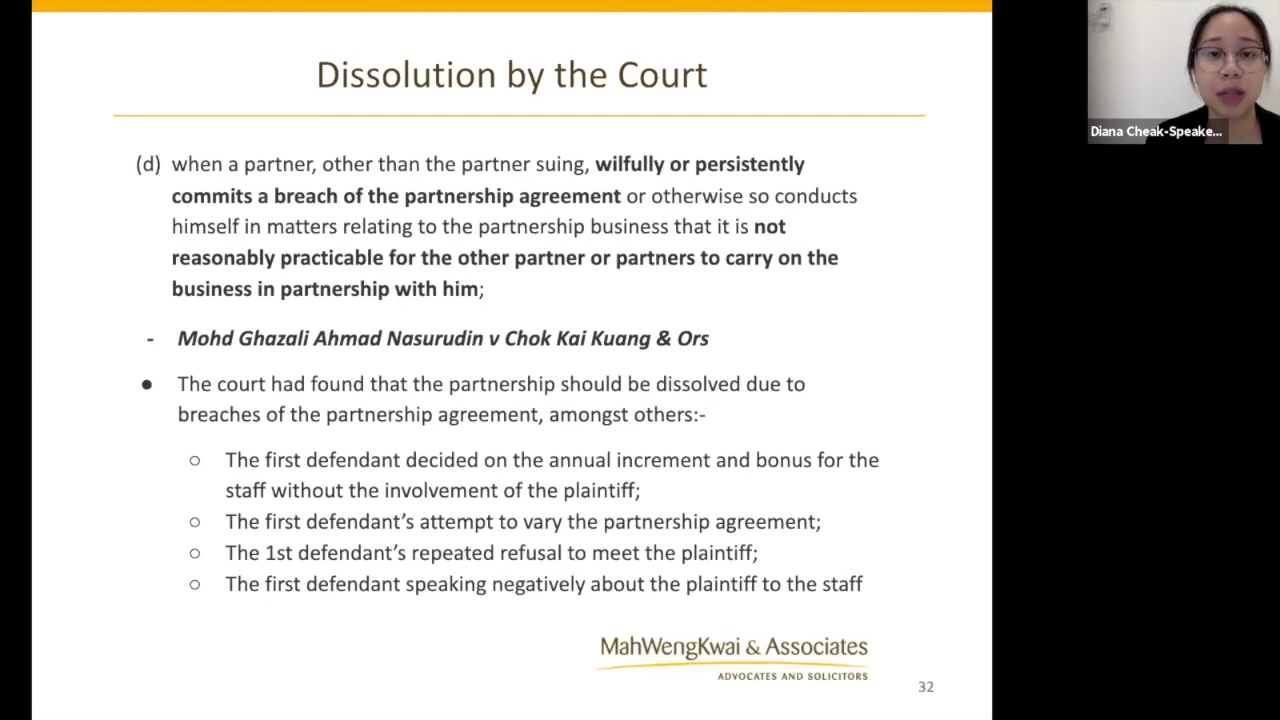 Dissolution by the Court
Diana Cheak-Speake...
(d) when a partner, other than the partner suing, wilfully or persistently
commits a breach of the partnership agreement or otherwise so conducts
himself in matters relating to the partnership business that it is not
reasonably practicable for the other partner or partners to carry on the
business in partnership with him;
- Mohd Ghazali Ahmad Nasurudin v Chok Kai Kuang & Ors
● The court had found that the partnership should be dissolved due to
breaches of the partnership agreement, amongst others:-
○ The first defendant decided on the annual increment and bonus for the
staff without the involvement of the plaintiff;
○ The first defendant’s attempt to vary the partnership agreement;
○ The 1st defendant’s repeated refusal to meet the plaintiff;
○ The first defendant speaking negatively about the plaintiff to the staff
MahWengKwai & Associates
ADVOCATES AND SOLICITORS
32